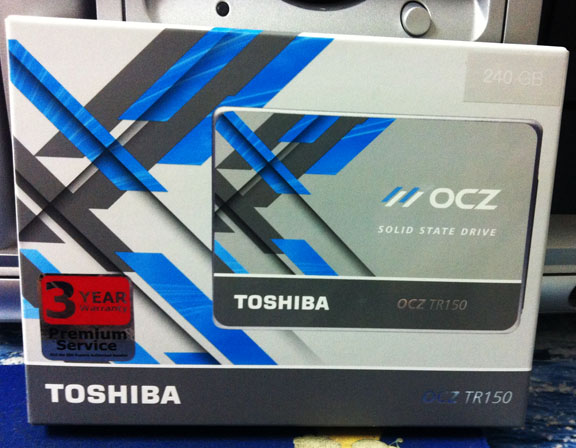 240 GB
OCZ
SOLID STATE DRIVE
TOSHIBA OCZ TR150
3 YEAR
Warranty
Premium
Service
TOSHIBA OCZ TR150